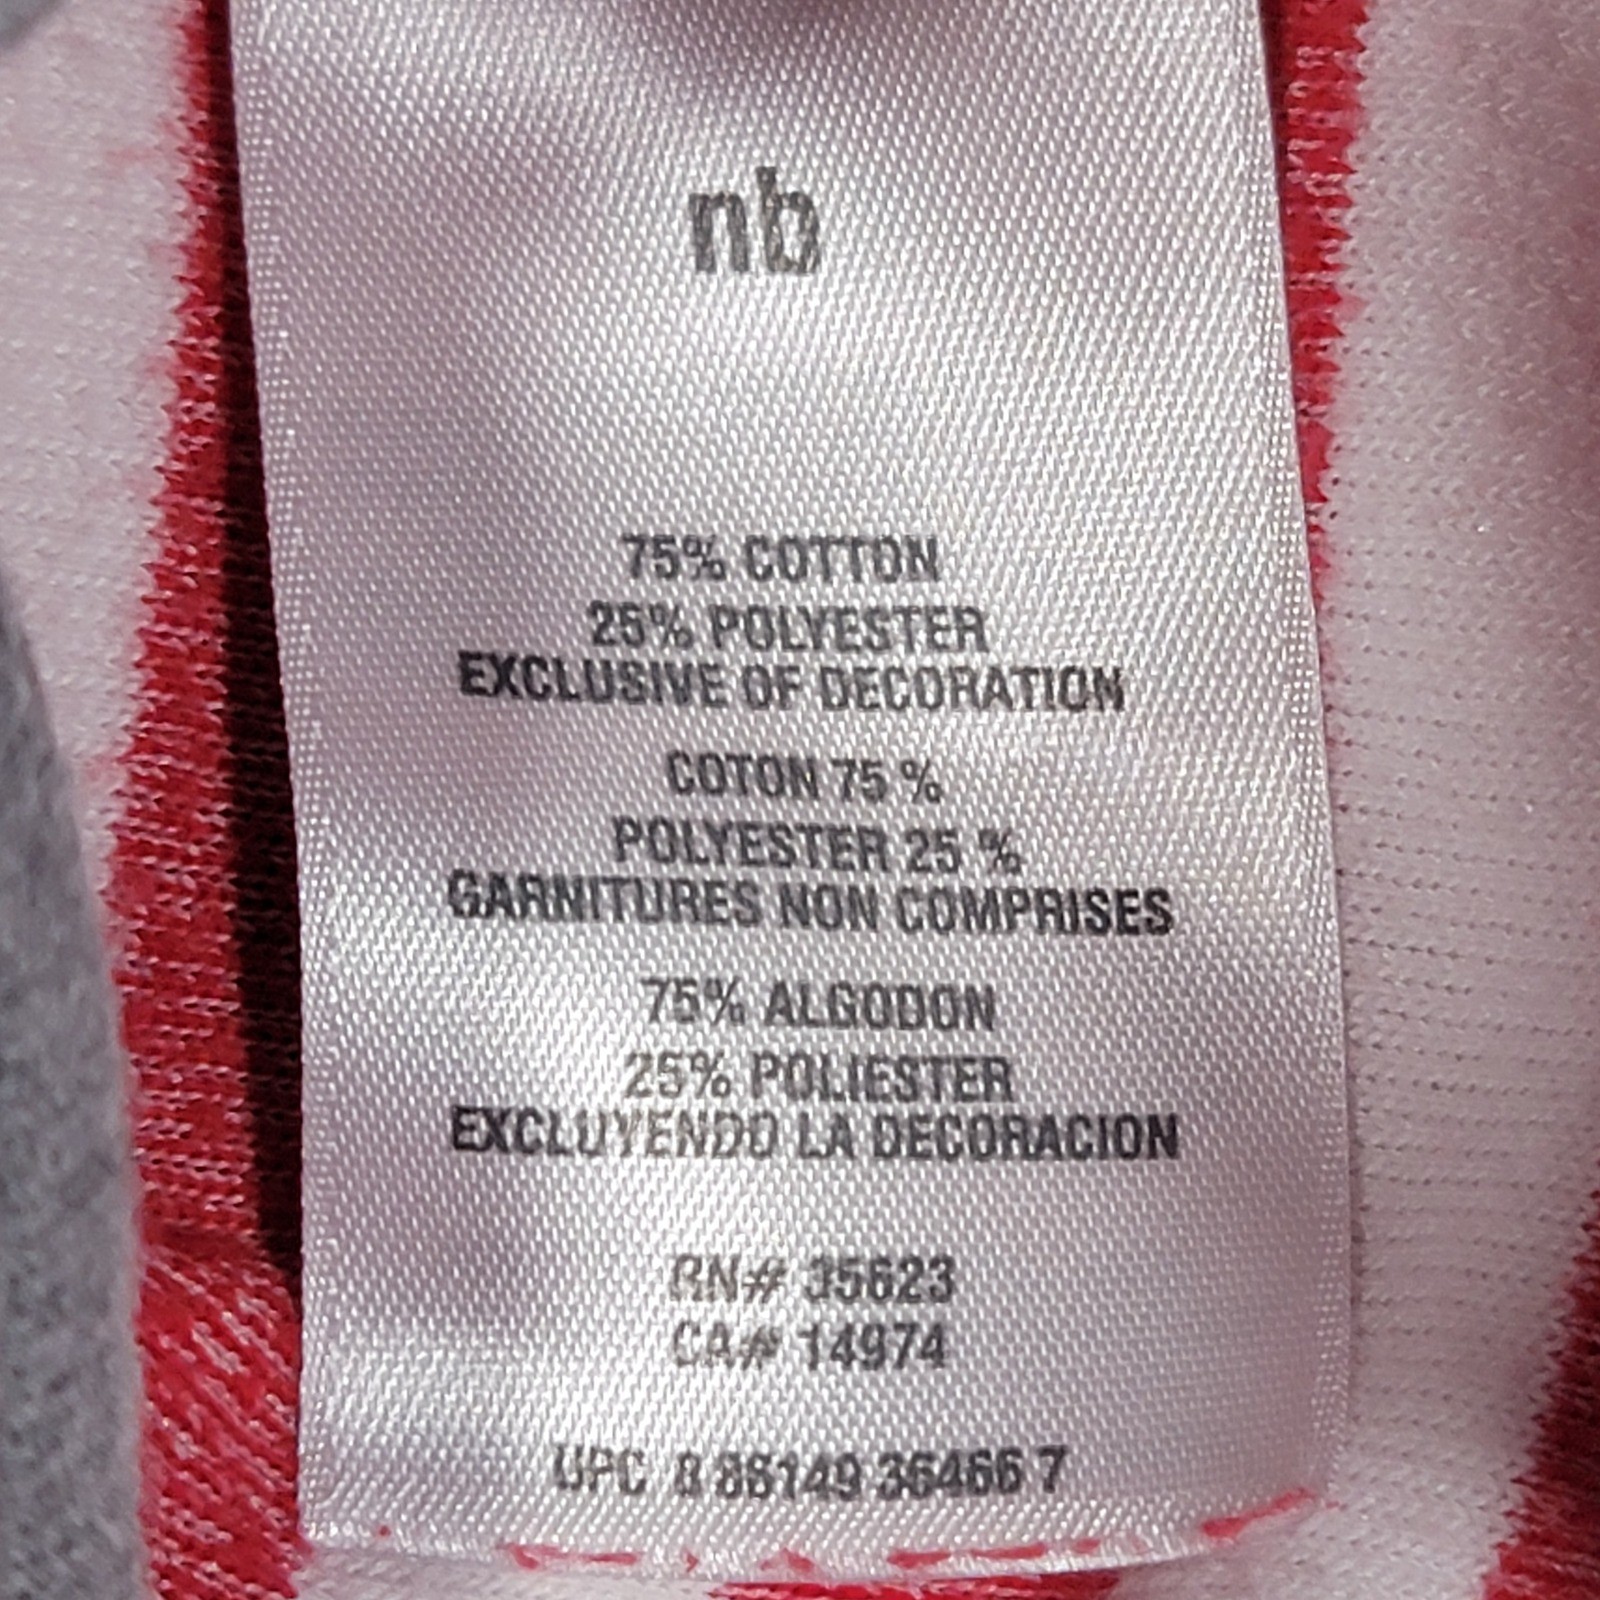 nb
75% COTTON
25% POLYESTER
EXCLUSIVE OF DECORATION
COTON 75 %
POLYESTER 25 %
GARNITURES NON COMPRISES
75% ALGODON
25% POLIESTER
EXCLUYENDO LA DECORACION
RN# 35623
CA# 14974
UPC 8 88149 36466 7